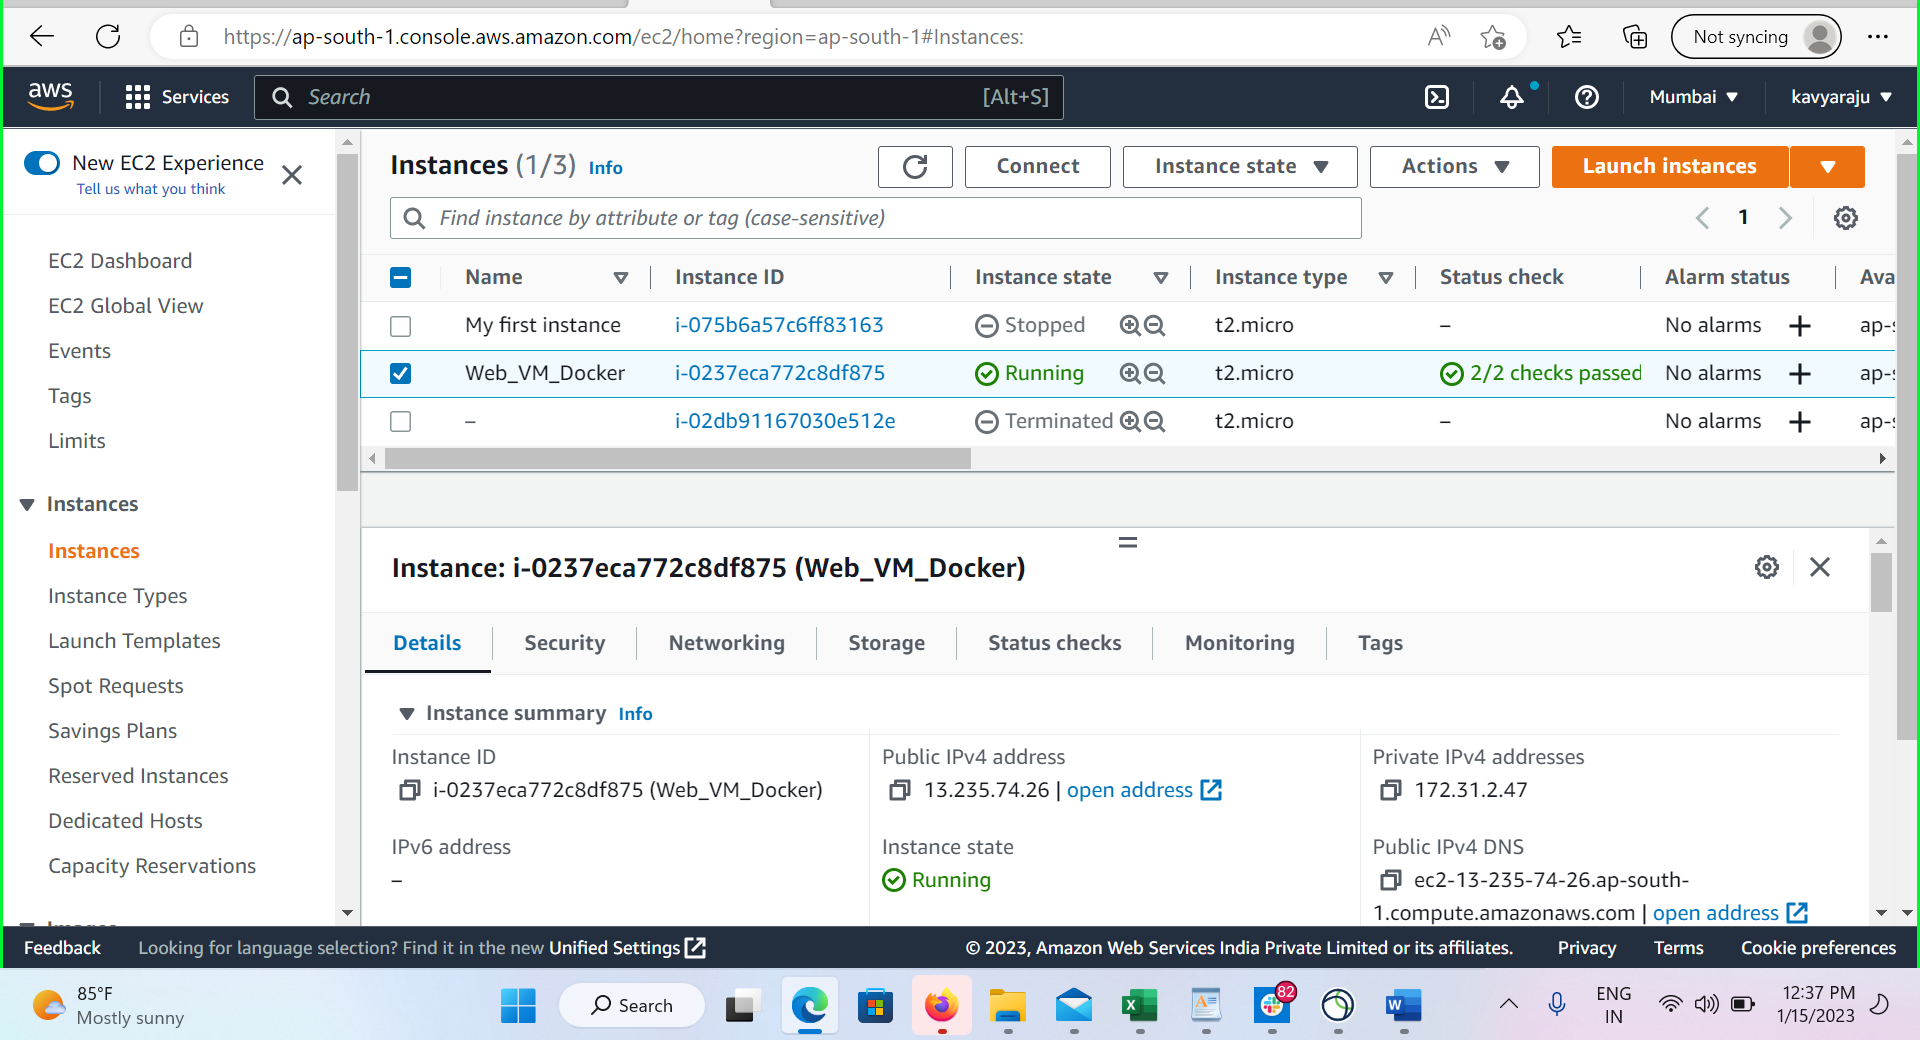 https://ap-south-1.console.aws.amazon.com/ec2/home?region=ap-south-1#Instances:
Not syncing
aws
Services
Search
[Alt+S]
Mumbai
kavyaraju
New EC2 Experience
Tell us what you think
EC2 Dashboard
EC2 Global View
Events
Tags
Limits
Instances
Instances
Instance Types
Launch Templates
Spot Requests
Savings Plans
Reserved Instances
Dedicated Hosts
Capacity Reservations
Instances (1/3) Info
Connect
Instance state
Actions
Launch instances
Find instance by attribute or tag (case-sensitive)
1
Name Instance ID Instance state Instance type Status check Alarm status Ava
My first instance i-075b6a57c6ff83163 Stopped t2.micro – No alarms + ap-s
Web_VM_Docker i-0237eca772c8df875 Running t2.micro 2/2 checks passed No alarms + ap-s
– i-02db91167030e512e Terminated t2.micro – No alarms + ap-s
Instance: i-0237eca772c8df875 (Web_VM_Docker)
Details Security Networking Storage Status checks Monitoring Tags
Instance summary Info
Instance ID
i-0237eca772c8df875 (Web_VM_Docker)
Public IPv4 address
13.235.74.26 | open address
Private IPv4 addresses
172.31.2.47
IPv6 address
–
Instance state
Running
Public IPv4 DNS
ec2-13-235-74-26.ap-south-
1.compute.amazonaws.com | open address
Feedback Looking for language selection? Find it in the new Unified Settings © 2023, Amazon Web Services India Private Limited or its affiliates. Privacy Terms Cookie preferences
85°F
Mostly sunny
Search
82
ENG
IN
12:37 PM
1/15/2023